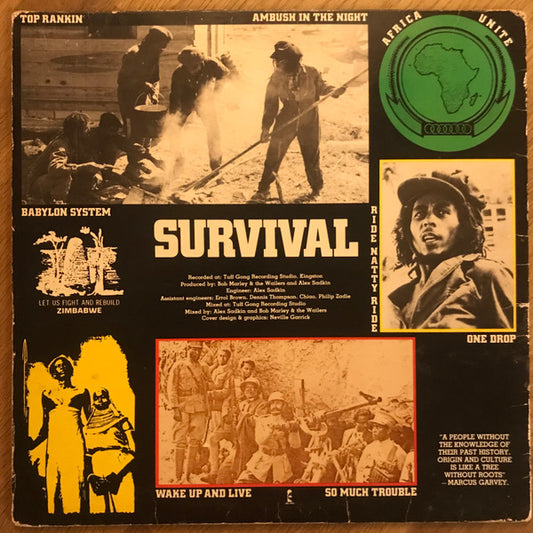 TOP RANKIN'
AMBUSH IN THE NIGHT
AFRICA UNITE
BABYLON SYSTEM
SURVIVAL
Recorded at: Tuff Gong Recording Studio, Kingston
Produced by: Bob Marley & the Wailers and Alex Sadkin
Engineer: Alex Sadkin
Assistant engineers: Errol Brown, Dennis Thompson, Chiao, Philip Zadie
Mixed at: Tuff Gong Recording Studio
Mixed by: Alex Sadkin and Bob Marley & the Wailers
Cover design & graphics: Neville Garrick
LET US FIGHT AND REBUILD
ZIMBABWE
RIDE NATTY RIDE
ONE DROP
WAKE UP AND LIVE
SO MUCH TROUBLE
"A PEOPLE WITHOUT
THE KNOWLEDGE OF
THEIR PAST HISTORY,
ORIGIN AND CULTURE
IS LIKE A TREE
WITHOUT ROOTS"
— MARCUS GARVEY.